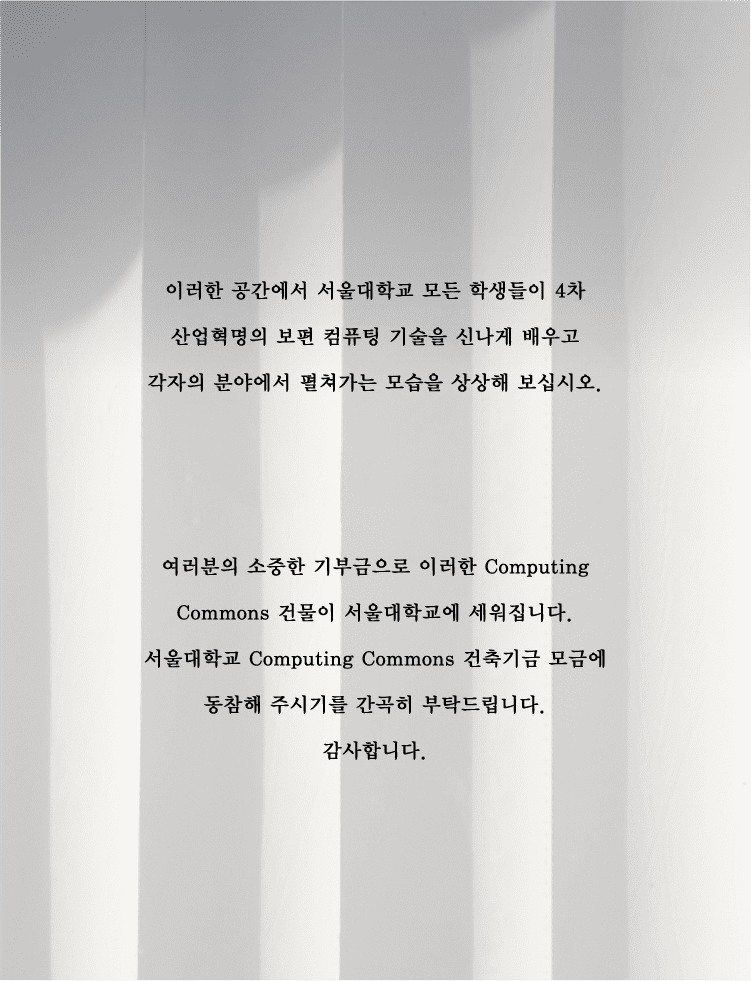 이러한 공간에서 서울대학교 모든 학생들이 4차
산업혁명의 보편 컴퓨팅 기술을 신나게 배우고
각자의 분야에서 펼쳐가는 모습을 상상해 보십시오.
여러분의 소중한 기부금으로 이러한 Computing
Commons 건물이 서울대학교에 세워집니다.
서울대학교 Computing Commons 건축기금 모금에
동참해 주시기를 간곡히 부탁드립니다.
감사합니다.